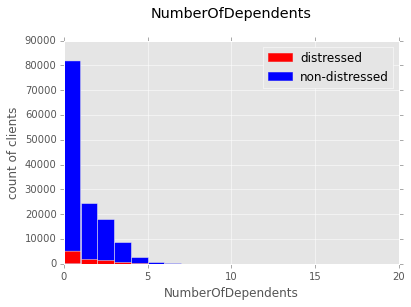 NumberOfDependents
90000
80000
70000
60000
50000
40000
30000
20000
10000
0
count of clients
distressed
non-distressed
0 5 10 15 20
NumberOfDependents